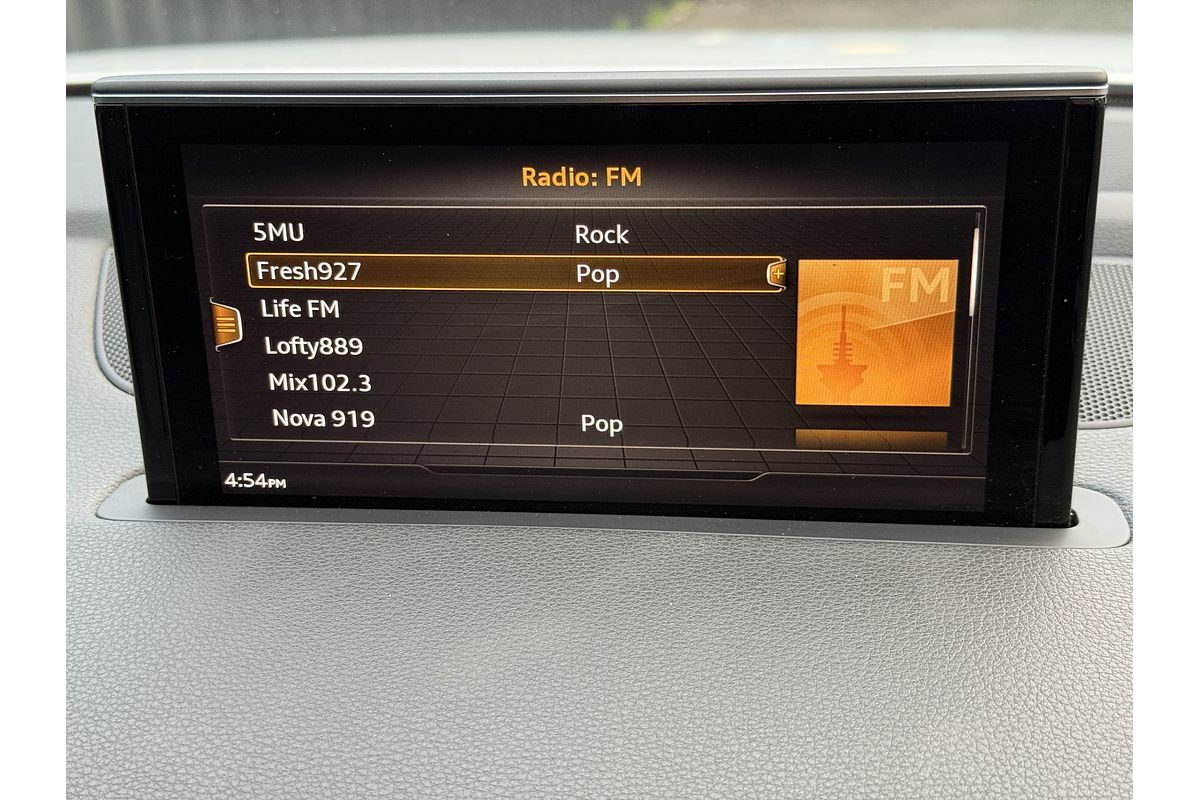 Radio: FM
5MU Rock
Fresh927 Pop
Life FM
Lofty889
Mix102.3
Nova 919 Pop
FM
4:54PM